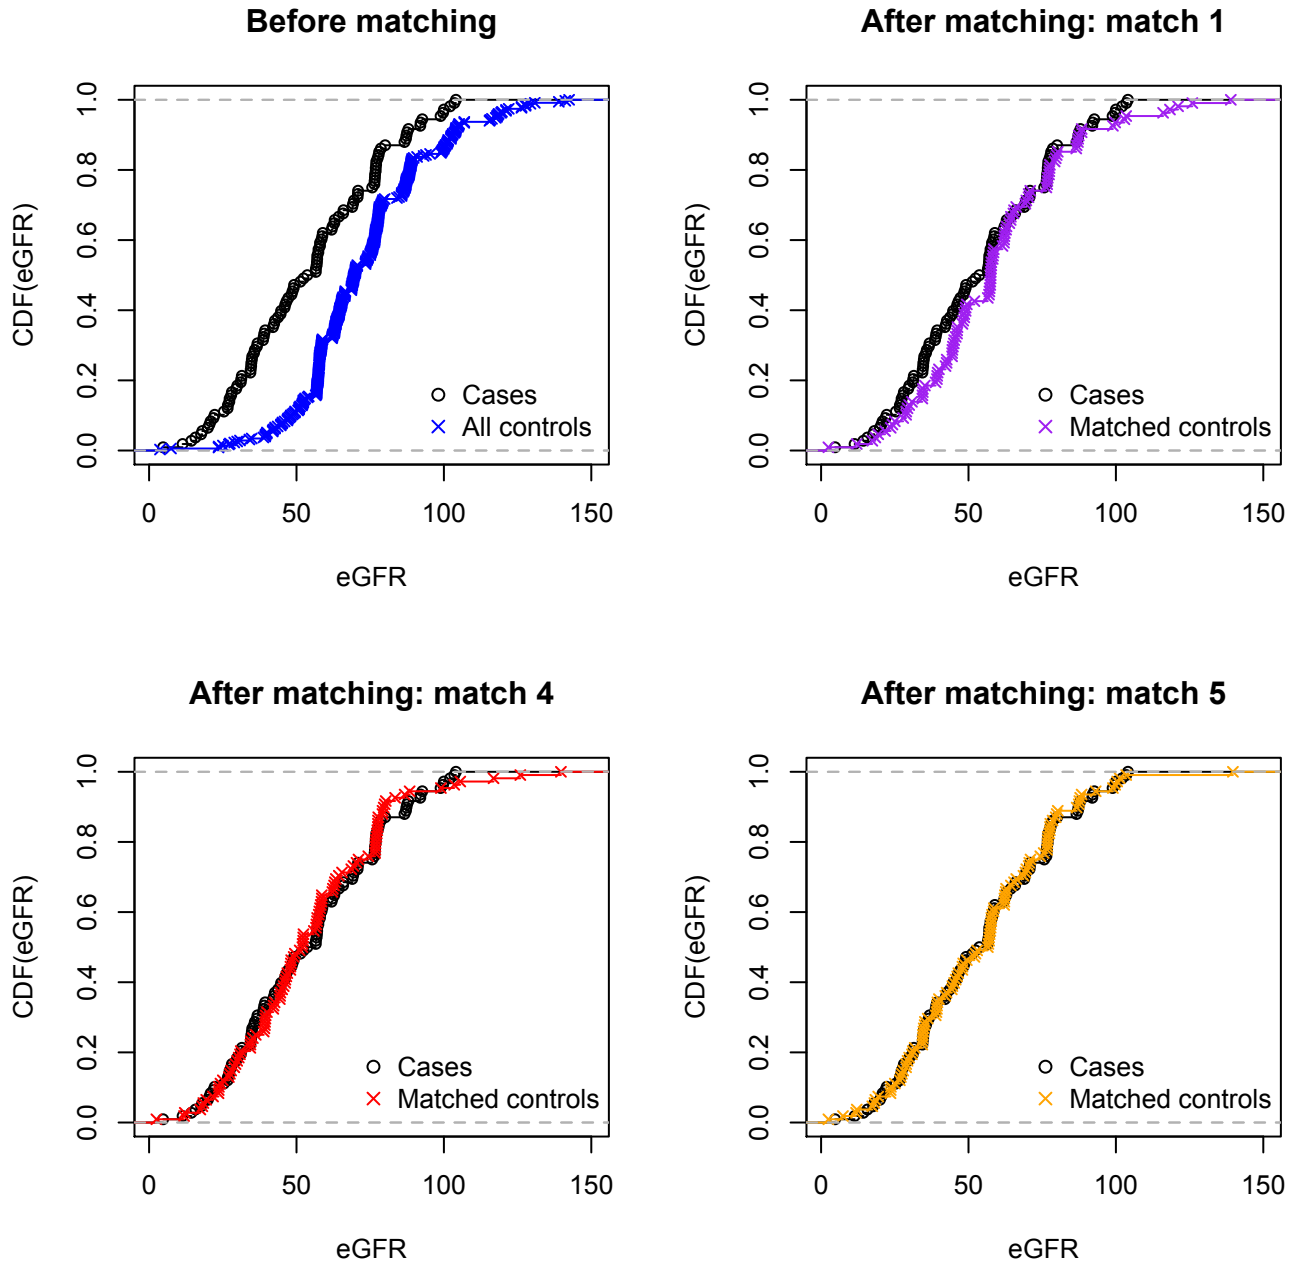 Before matching
CDF(eGFR)
1.0
0.8
0.6
0.4
0.2
0.0
Cases
All controls
0 50 100 150
eGFR
After matching: match 1
CDF(eGFR)
1.0
0.8
0.6
0.4
0.2
0.0
Cases
Matched controls
0 50 100 150
eGFR
After matching: match 4
CDF(eGFR)
1.0
0.8
0.6
0.4
0.2
0.0
Cases
Matched controls
0 50 100 150
eGFR
After matching: match 5
CDF(eGFR)
1.0
0.8
0.6
0.4
0.2
0.0
Cases
Matched controls
0 50 100 150
eGFR